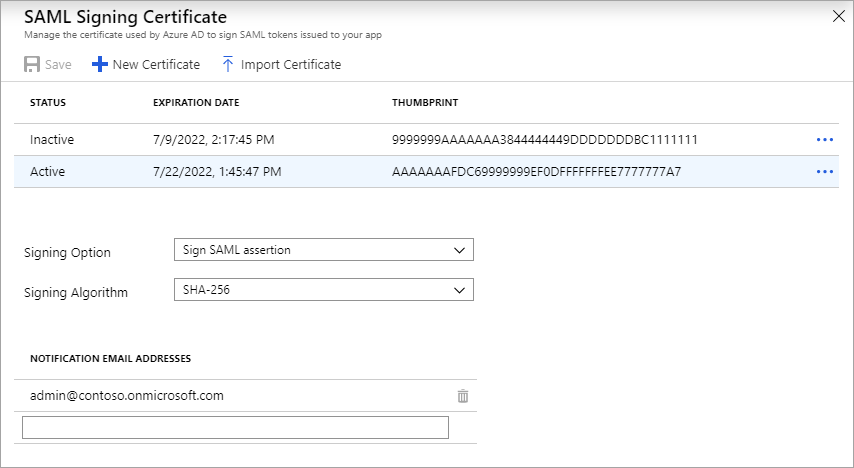 SAML Signing Certificate
Manage the certificate used by Azure AD to sign SAML tokens issued to your app
Save New Certificate Import Certificate
STATUS EXPIRATION DATE THUMBPRINT
Inactive 7/9/2022, 2:17:45 PM 9999999AAAAAAA3844444449DDDDDDDBC1111111
Active 7/22/2022, 1:45:47 PM AAAAAAAFDC69999999EF0DFFFFFFFEE7777777A7
Signing Option Sign SAML assertion
Signing Algorithm SHA-256
NOTIFICATION EMAIL ADDRESSES
admin@contoso.onmicrosoft.com